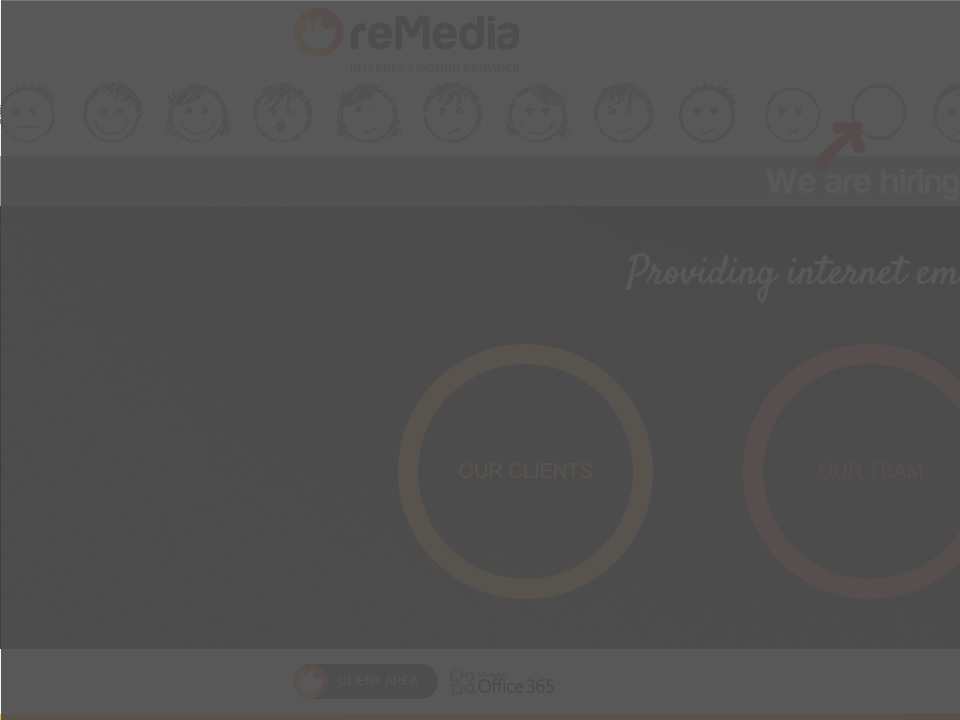 reMedia
INTERNET EMOTION PROVIDER
We are hiring
Providing internet em
OUR CLIENTS
OUR TEAM
CLIENT AREA
Office 365